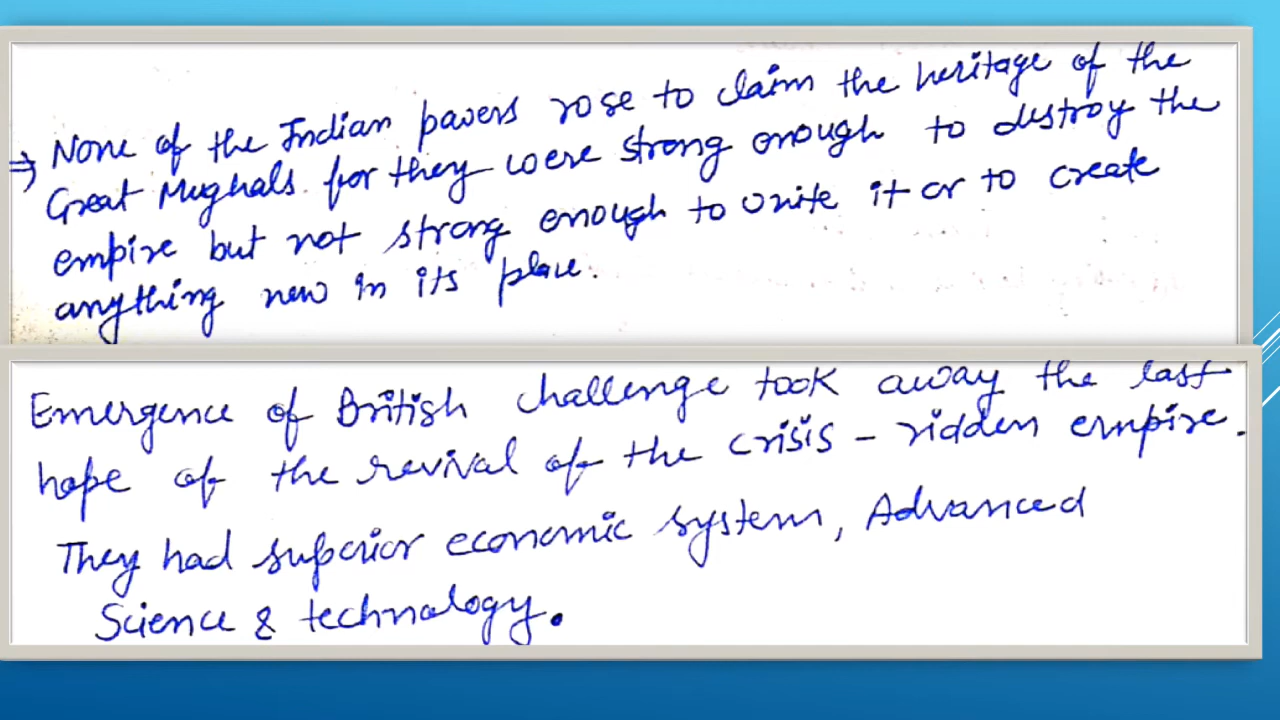 ⇒ None of the Indian powers rose to claim the heritage of the
Great Mughals for they were strong enough to destroy the
empire but not strong enough to unite it or to create
anything new in its place.
Emergence of British challenge took away the last
hope of the revival of the crisis - ridden empire.
They had superior economic system, Advanced
Science & technology.